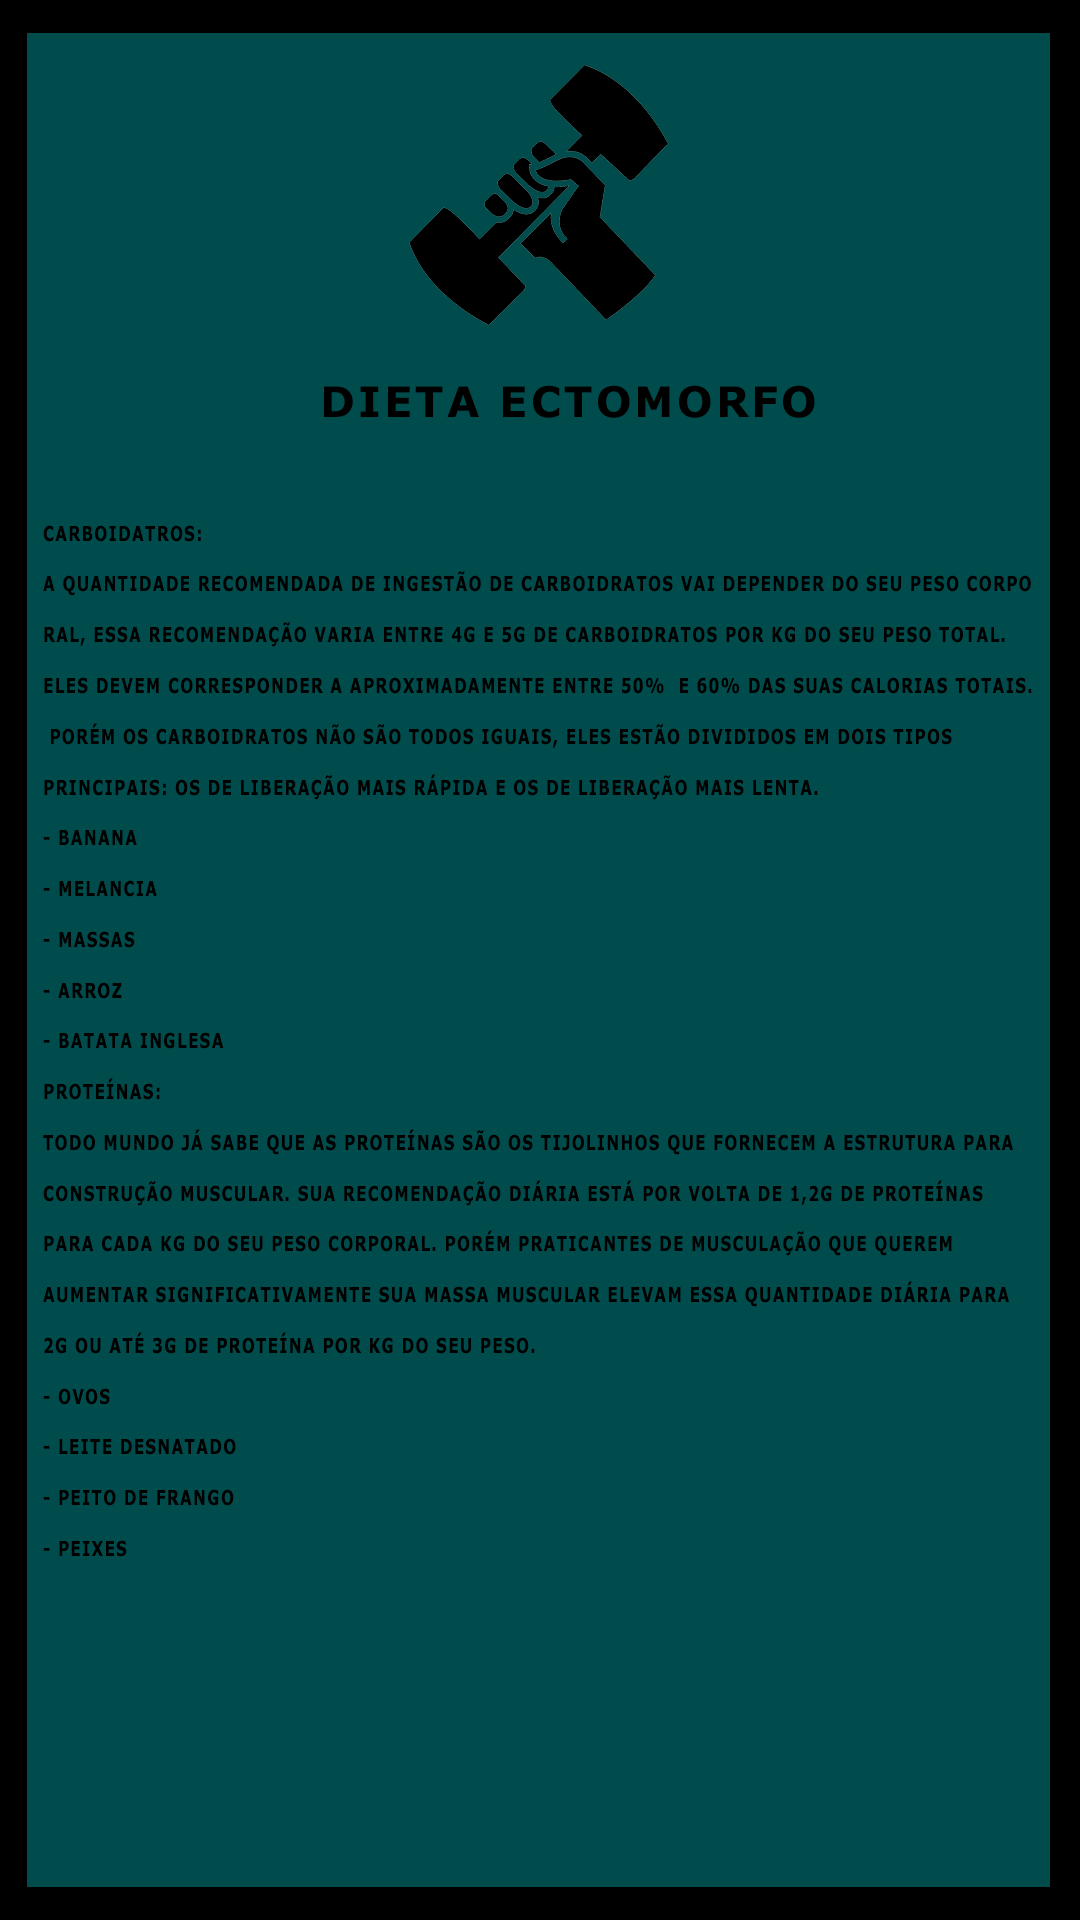 DIETA ECTOMORFO
CARBOIDATROS:
A QUANTIDADE RECOMENDADA DE INGESTÃO DE CARBOIDRATOS VAI DEPENDER DO SEU PESO CORPO
RAL, ESSA RECOMENDAÇÃO VARIA ENTRE 4G E 5G DE CARBOIDRATOS POR KG DO SEU PESO TOTAL.
ELES DEVEM CORRESPONDER A APROXIMADAMENTE ENTRE 50% E 60% DAS SUAS CALORIAS TOTAIS.
PORÉM OS CARBOIDRATOS NÃO SÃO TODOS IGUAIS, ELES ESTÃO DIVIDIDOS EM DOIS TIPOS
PRINCIPAIS: OS DE LIBERAÇÃO MAIS RÁPIDA E OS DE LIBERAÇÃO MAIS LENTA.
- BANANA
- MELANCIA
- MASSAS
- ARROZ
- BATATA INGLESA
PROTEÍNAS:
TODO MUNDO JÁ SABE QUE AS PROTEÍNAS SÃO OS TIJOLINHOS QUE FORNECEM A ESTRUTURA PARA
CONSTRUÇÃO MUSCULAR. SUA RECOMENDAÇÃO DIÁRIA ESTÁ POR VOLTA DE 1,2G DE PROTEÍNAS
PARA CADA KG DO SEU PESO CORPORAL. PORÉM PRATICANTES DE MUSCULAÇÃO QUE QUEREM
AUMENTAR SIGNIFICATIVAMENTE SUA MASSA MUSCULAR ELEVAM ESSA QUANTIDADE DIÁRIA PARA
2G OU ATÉ 3G DE PROTEÍNA POR KG DO SEU PESO.
- OVOS
- LEITE DESNATADO
- PEITO DE FRANGO
- PEIXES